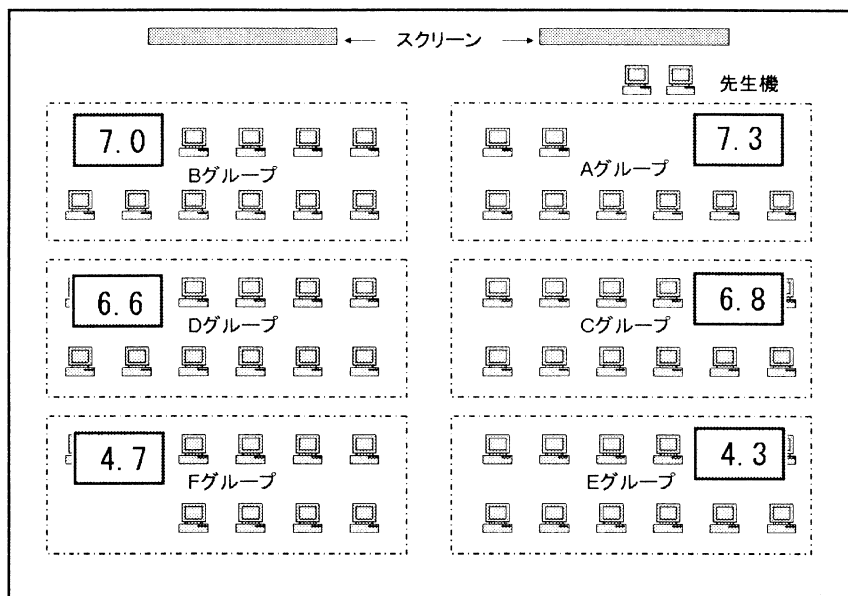 スクリーン
先生機
7.0
Bグループ
7.3
Aグループ
6.6
Dグループ
6.8
Cグループ
4.7
Fグループ
4.3
Eグループ